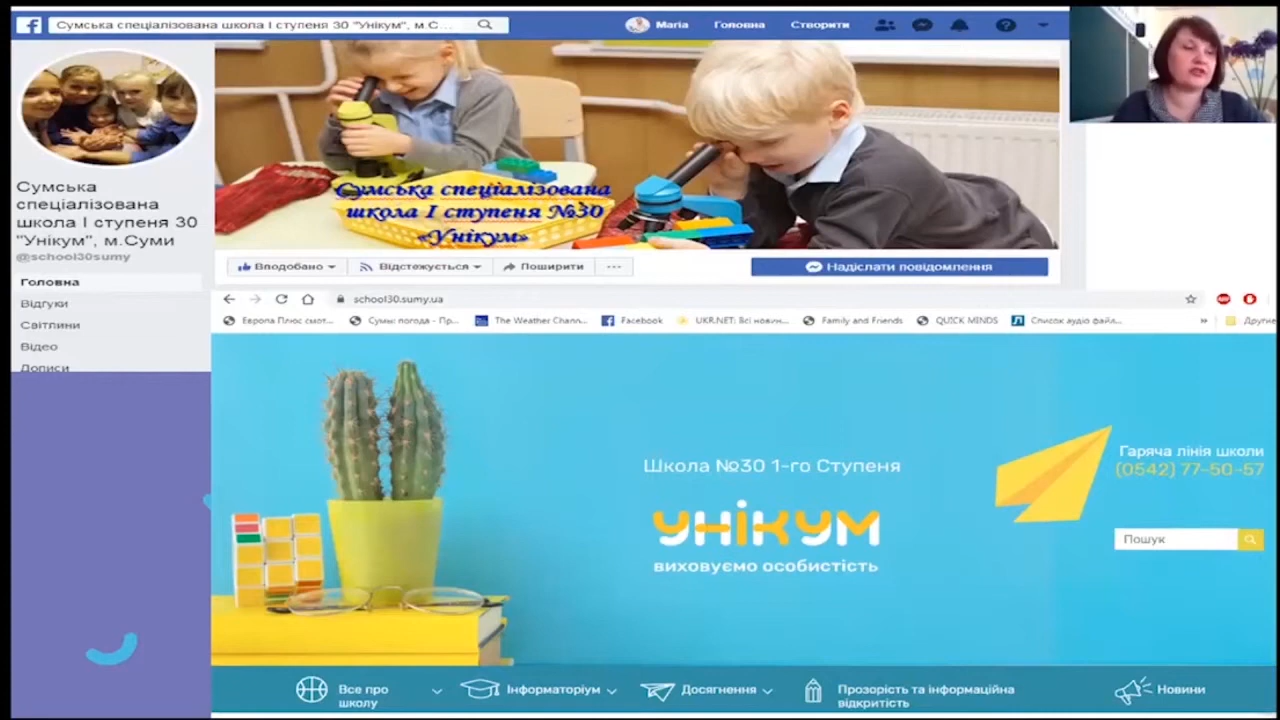 Сумська спеціалізована школа І ступеня 30 "Унікум", м.С...
Maria
Головна
Створити
Сумська
спеціалізована
школа І ступеня 30
"Унікум", м.Суми
@school30sumy
Головна
Відгуки
Світлини
Відео
Дописи
Сумська спеціалізована
школа І ступеня №30
«Унікум»
Вподобано
Відстежується
Поширити
Надіслати повідомлення
school30.sumy.ua
Европа Плюс смот...
Сумы: погода - Пр...
The Weather Chann...
Facebook
UKR.NET: Всі новин...
Family and Friends
QUICK MINDS
Список аудіо файл...
Другие
Школа №30 1-го Ступеня
унікум
виховуємо особистість
Гаряча лінія школи
(0542) 77-50-57
Пошук
Все про
школу
Інформаторіум
Досягнення
Прозорість та інформаційна
відкритість
Новини